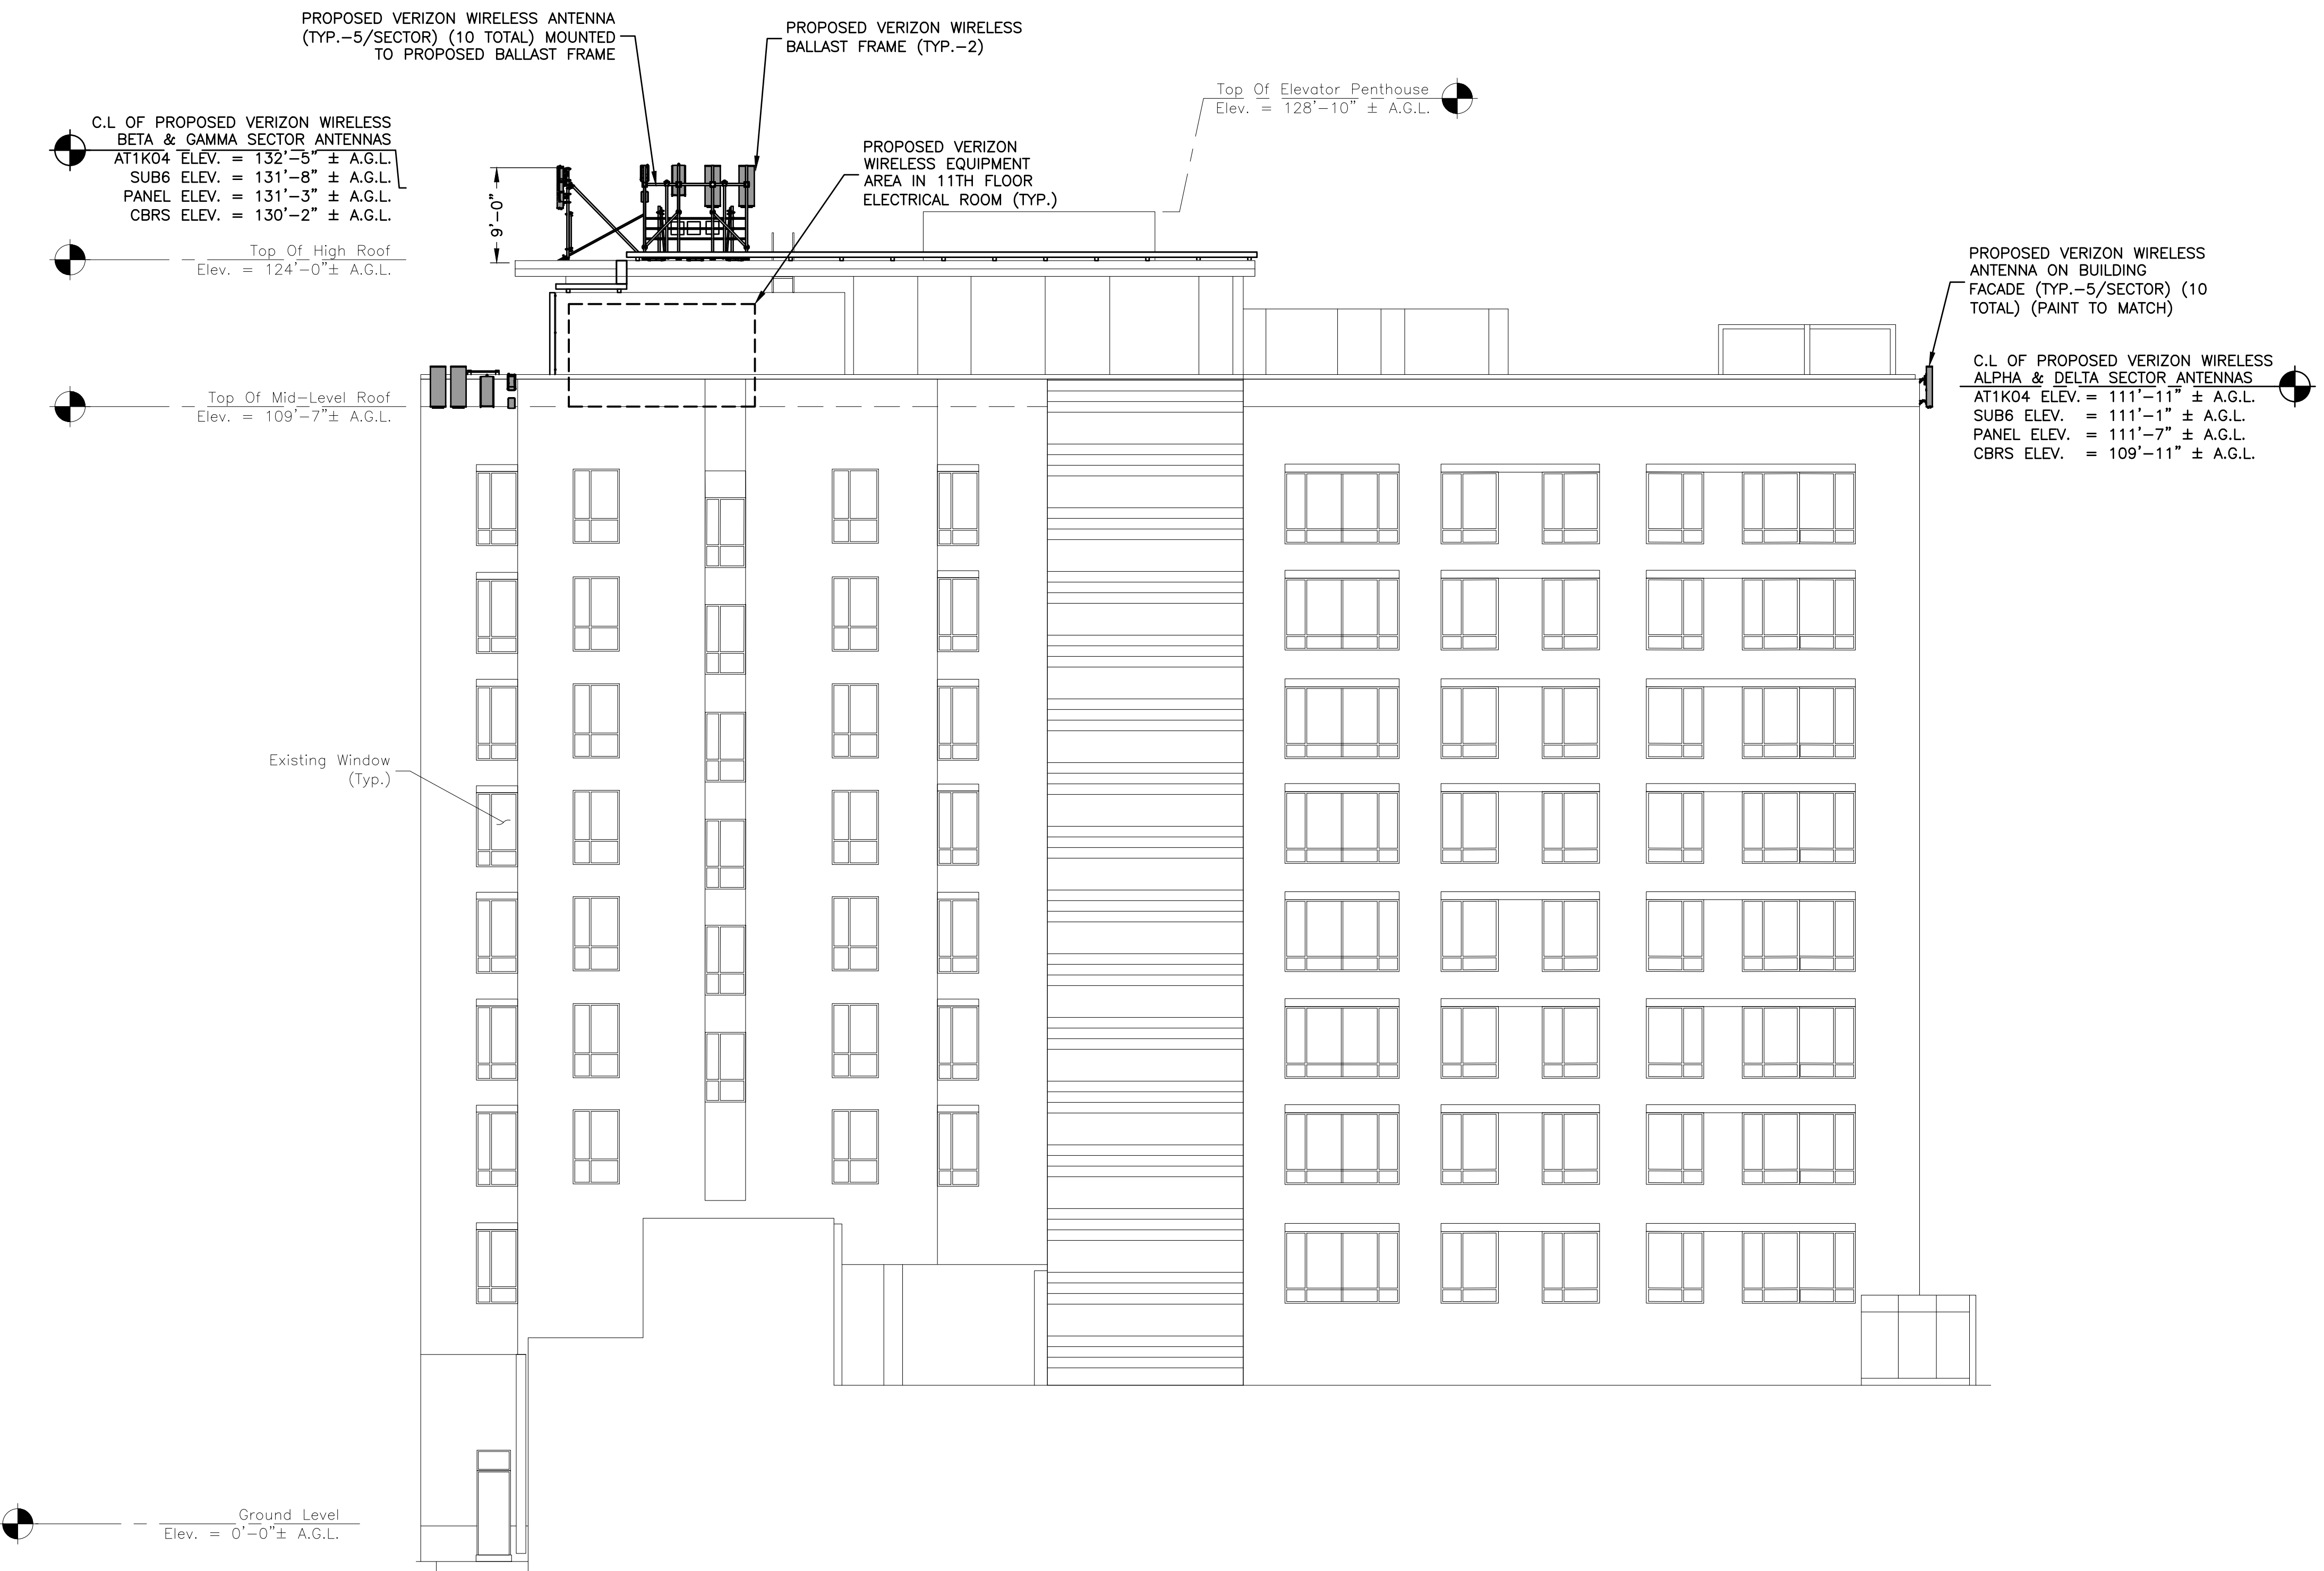 PROPOSED VERIZON WIRELESS ANTENNA
(TYP.-5/SECTOR) (10 TOTAL) MOUNTED
TO PROPOSED BALLAST FRAME
PROPOSED VERIZON WIRELESS
BALLAST FRAME (TYP.-2)
Top Of Elevator Penthouse
Elev. = 128'-10" ± A.G.L.
C.L OF PROPOSED VERIZON WIRELESS
BETA & GAMMA SECTOR ANTENNAS
AT1K04 ELEV. = 132'-5" ± A.G.L.
SUB6 ELEV. = 131'-8" ± A.G.L.
PANEL ELEV. = 131'-3" ± A.G.L.
CBRS ELEV. = 130'-2" ± A.G.L.
PROPOSED VERIZON
WIRELESS EQUIPMENT
AREA IN 11TH FLOOR
ELECTRICAL ROOM (TYP.)
9'-0"
Top Of High Roof
Elev. = 124'-0"± A.G.L.
PROPOSED VERIZON WIRELESS
ANTENNA ON BUILDING
FACADE (TYP.-5/SECTOR) (10
TOTAL) (PAINT TO MATCH)
C.L OF PROPOSED VERIZON WIRELESS
ALPHA & DELTA SECTOR ANTENNAS
AT1K04 ELEV. = 111'-11" ± A.G.L.
SUB6 ELEV. = 111'-1" ± A.G.L.
PANEL ELEV. = 111'-7" ± A.G.L.
CBRS ELEV. = 109'-11" ± A.G.L.
Top Of Mid-Level Roof
Elev. = 109'-7"± A.G.L.
Existing Window
(Typ.)
Ground Level
Elev. = 0'-0"± A.G.L.